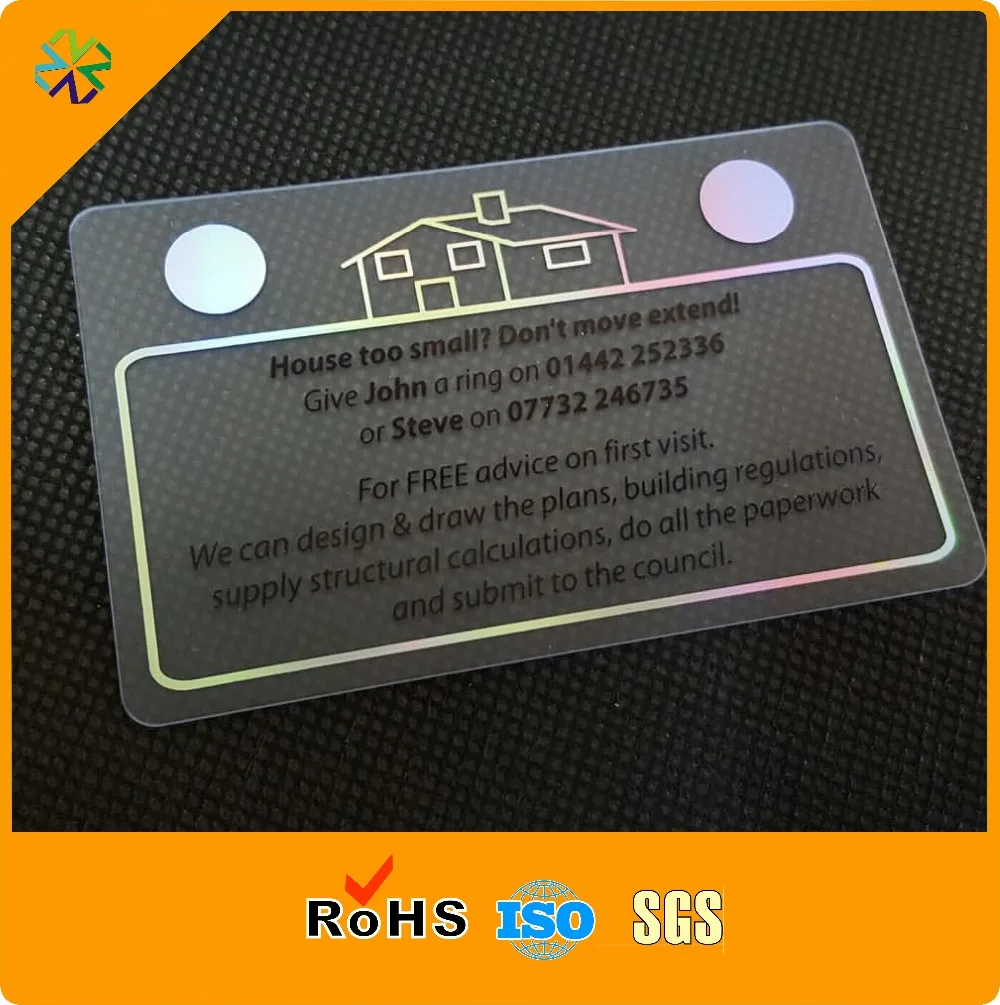 House too small? Don't move extend!
Give John a ring on 01442 252336
or Steve on 07732 246735
For FREE advice on first visit.
We can design & draw the plans, building regulations,
supply structural calculations, do all the paperwork
and submit to the council.
RoHS ISO SGS